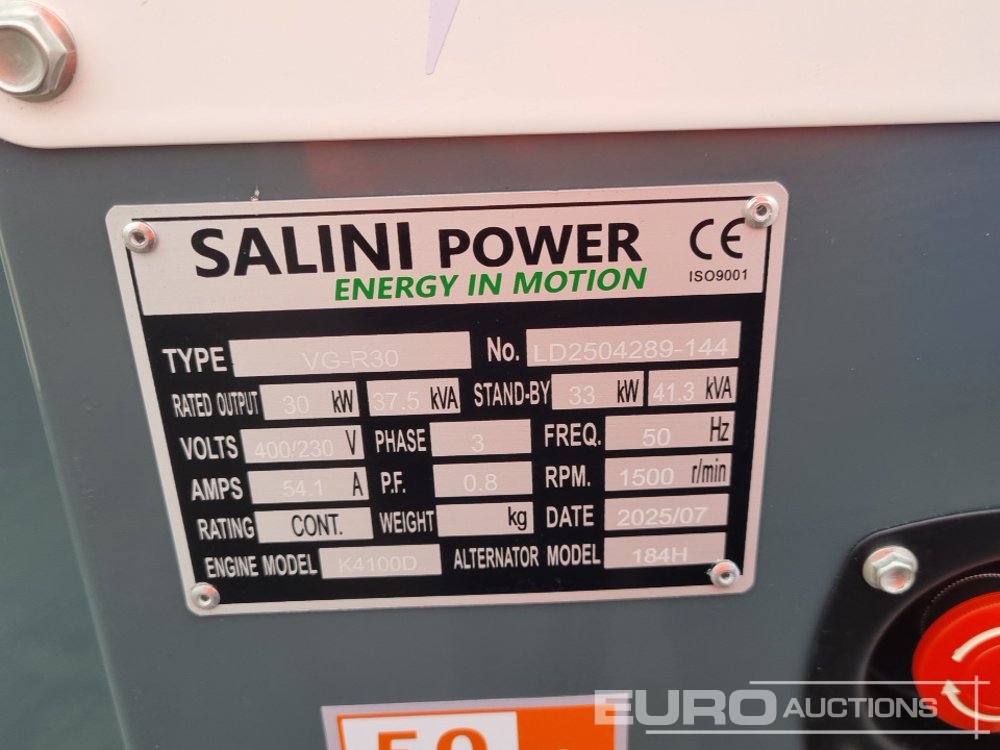 SALINI POWER CE
ENERGY IN MOTION ISO9001
TYPE VG-R30 No. LD2504289-144
RATED OUTPUT 30 kW 37.5 kVA STAND-BY 33 kW 41.3 kVA
VOLTS 400/230 V PHASE 3 FREQ. 50 Hz
AMPS 54.1 A P.F. 0.8 RPM. 1500 r/min
RATING CONT. WEIGHT kg DATE 2025/07
ENGINE MODEL K4100D ALTERNATOR MODEL 184H
EURO AUCTIONS